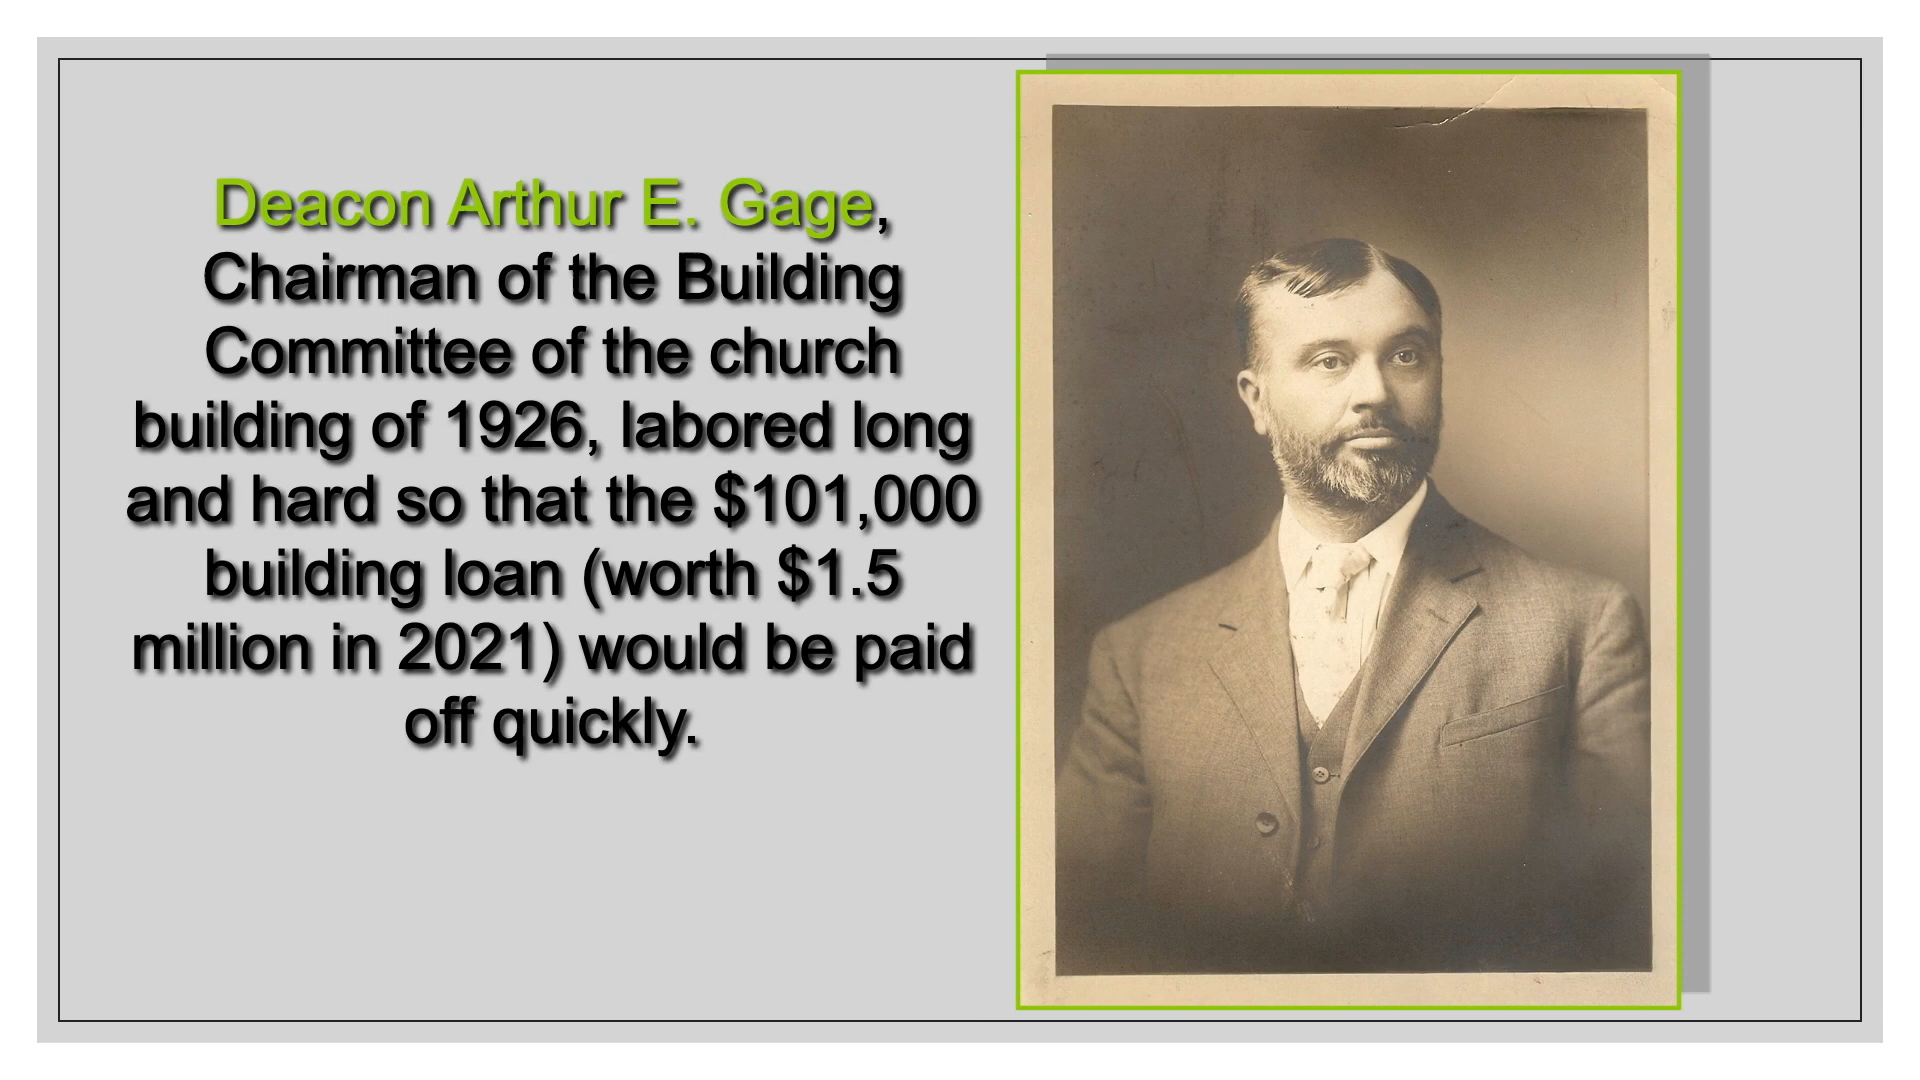 Deacon Arthur E. Gage,
Chairman of the Building
Committee of the church
building of 1926, labored long
and hard so that the $101,000
building loan (worth $1.5
million in 2021) would be paid
off quickly.